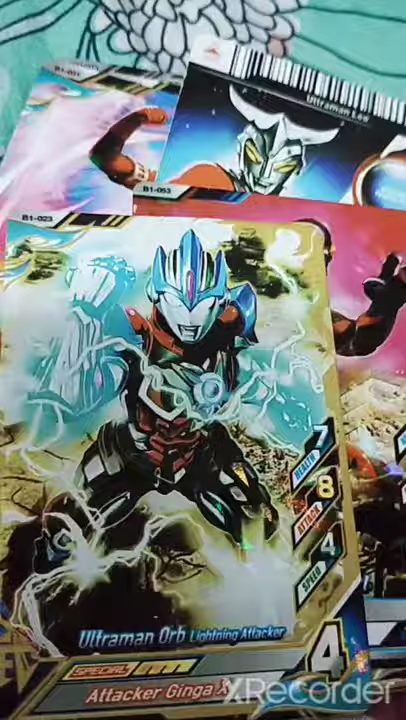 B1-051
Ultraman Leo
B1-053
B1-023
7
HEALTH
8
ATTACK
4
SPEED
Ultraman Orb Lightning Attacker
SPECIAL
4
Attacker Ginga X
XRecorder